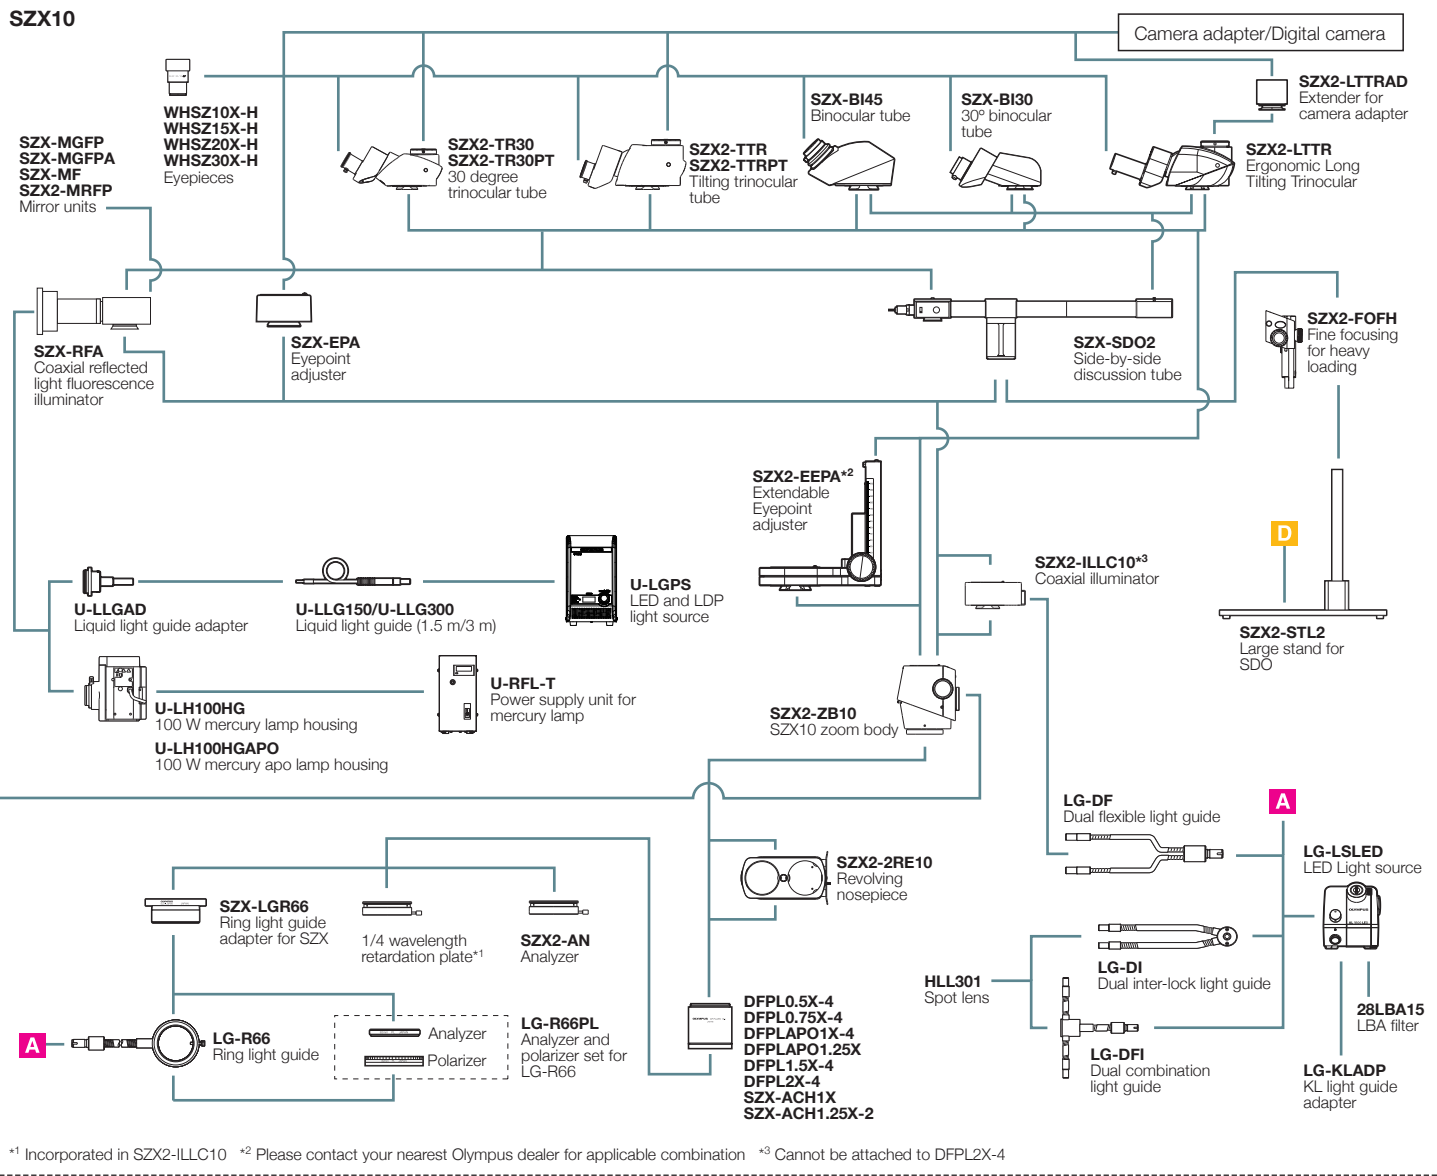 SZX10
Camera adapter/Digital camera
SZX2-LTTRAD
Extender for
camera adapter
WHSZ10X-H
WHSZ15X-H
WHSZ20X-H
WHSZ30X-H
Eyepieces
SZX-MGFP
SZX-MGFPA
SZX-MF
SZX2-MRFP
Mirror units
SZX2-TR30
SZX2-TR30PT
30 degree
trinocular tube
SZX2-TTR
SZX2-TTRPT
Tilting trinocular
tube
SZX-BI45
Binocular tube
SZX-BI30
30º binocular
tube
SZX2-LTTR
Ergonomic Long
Tilting Trinocular
SZX-RFA
Coaxial reflected
light fluorescence
illuminator
SZX-EPA
Eyepoint
adjuster
SZX-SDO2
Side-by-side
discussion tube
SZX2-FOFH
Fine focusing
for heavy
loading
SZX2-EEPA*2
Extendable
Eyepoint
adjuster
SZX2-ILLC10*3
Coaxial illuminator
D
SZX2-STL2
Large stand for
SDO
U-LLGAD
Liquid light guide adapter
U-LLG150/U-LLG300
Liquid light guide (1.5 m/3 m)
U-LGPS
LED and LDP
light source
U-LH100HG
100 W mercury lamp housing
U-LH100HGAPO
100 W mercury apo lamp housing
U-RFL-T
Power supply unit for
mercury lamp
SZX2-ZB10
SZX10 zoom body
LG-DF
Dual flexible light guide
A
LG-LSLED
LED Light source
OLYMPUS
SZX2-2RE10
Revolving
nosepiece
SZX-LGR66
Ring light guide
adapter for SZX
1/4 wavelength
retardation plate*1
SZX2-AN
Analyzer
HLL301
Spot lens
LG-DI
Dual inter-lock light guide
LG-DFI
Dual combination
light guide
28LBA15
LBA filter
LG-KLADP
KL light guide
adapter
A
LG-R66
Ring light guide
Analyzer
Polarizer
LG-R66PL
Analyzer and
polarizer set for
LG-R66
OLYMPUS
DFPL0.5X-4
DFPL0.75X-4
DFPLAPO1X-4
DFPLAPO1.25X
DFPL1.5X-4
DFPL2X-4
SZX-ACH1X
SZX-ACH1.25X-2
*1 Incorporated in SZX2-ILLC10 *2 Please contact your nearest Olympus dealer for applicable combination *3 Cannot be attached to DFPL2X-4